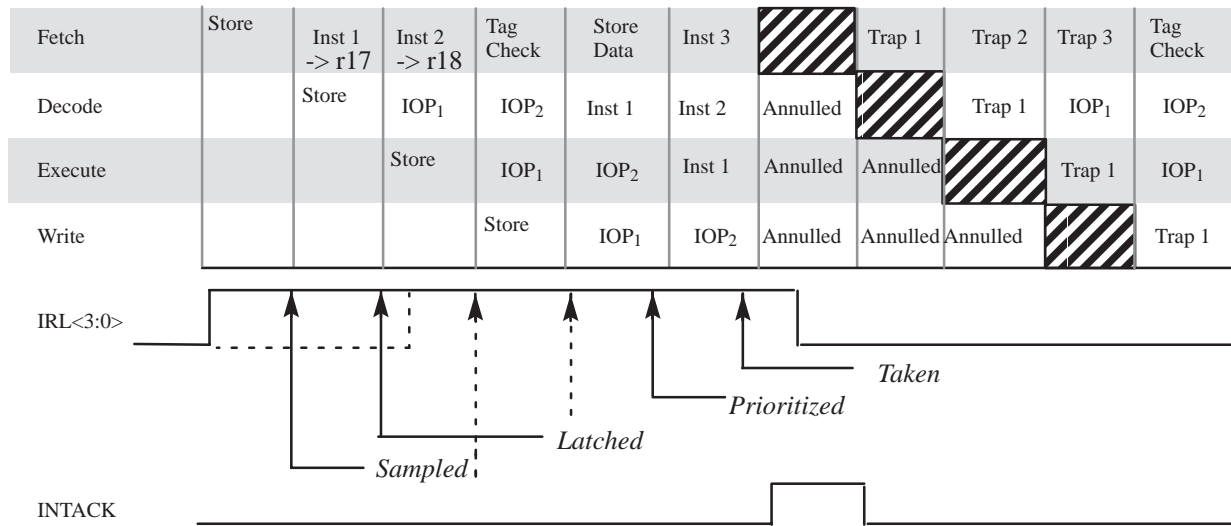 Fetch Store Inst 1 -> r17 Inst 2 -> r18 Tag Check Store Data Inst 3 Trap 1 Trap 2 Trap 3 Tag Check
Decode Store IOP1 IOP2 Inst 1 Inst 2 Annulled Trap 1 IOP1 IOP2
Execute Store IOP1 IOP2 Inst 1 Annulled Annulled Trap 1 IOP1
Write Store IOP1 IOP2 Annulled Annulled Annulled Trap 1
IRL<3:0>
Taken
Prioritized
Latched
Sampled
INTACK